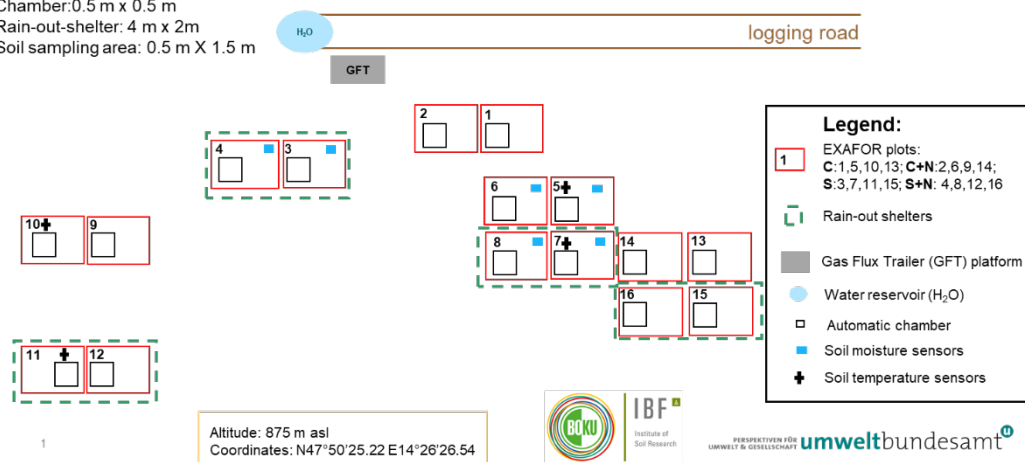 Chamber:0.5 m x 0.5 m
Rain-out-shelter: 4 m x 2m
Soil sampling area: 0.5 m X 1.5 m
H₂O
logging road
GFT
2
1
4
3
6
5
10
9
8
7
14
13
16
15
11
12
Legend:
1
EXAFOR plots:
C:1,5,10,13; C+N:2,6,9,14;
S:3,7,11,15; S+N: 4,8,12,16
Rain-out shelters
Gas Flux Trailer (GFT) platform
Water reservoir (H₂O)
Automatic chamber
Soil moisture sensors
Soil temperature sensors
1
Altitude: 875 m asl
Coordinates: N47°50'25.22 E14°26'26.54
BOKU
IBF
Institute of
Soil Research
PERSPEKTIVEN FÜR
UMWELT & GESELLSCHAFT
umweltbundesamt